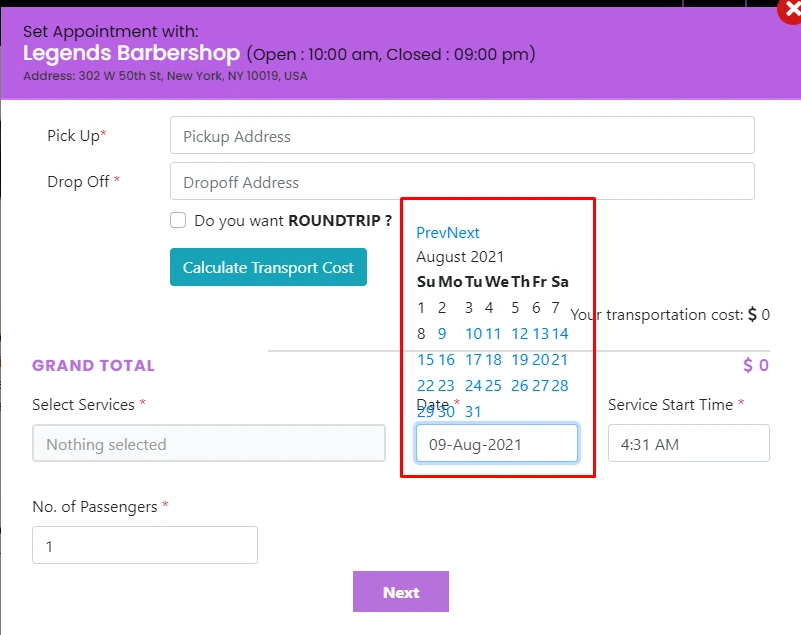 Set Appointment with:
Legends Barbershop (Open : 10:00 am, Closed : 09:00 pm)
Address: 302 W 50th St, New York, NY 10019, USA
Pick Up*
Pickup Address
Drop Off *
Dropoff Address
Do you want ROUNDTRIP ?
Calculate Transport Cost
PrevNext
August 2021
Su Mo Tu We Th Fr Sa
1 2 3 4 5 6 7
8 9 10 11 12 13 14
15 16 17 18 19 20 21
22 23 24 25 26 27 28
29 30 31
Your transportation cost: $ 0
GRAND TOTAL $ 0
Select Services *
Nothing selected
Date *
09-Aug-2021
Service Start Time *
4:31 AM
No. of Passengers *
1
Next